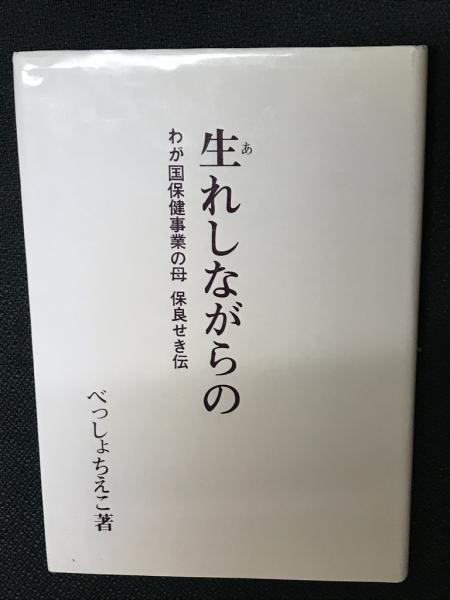 生れしながらの
わが国保健事業の母 保良せき伝
べっしょちえこ著